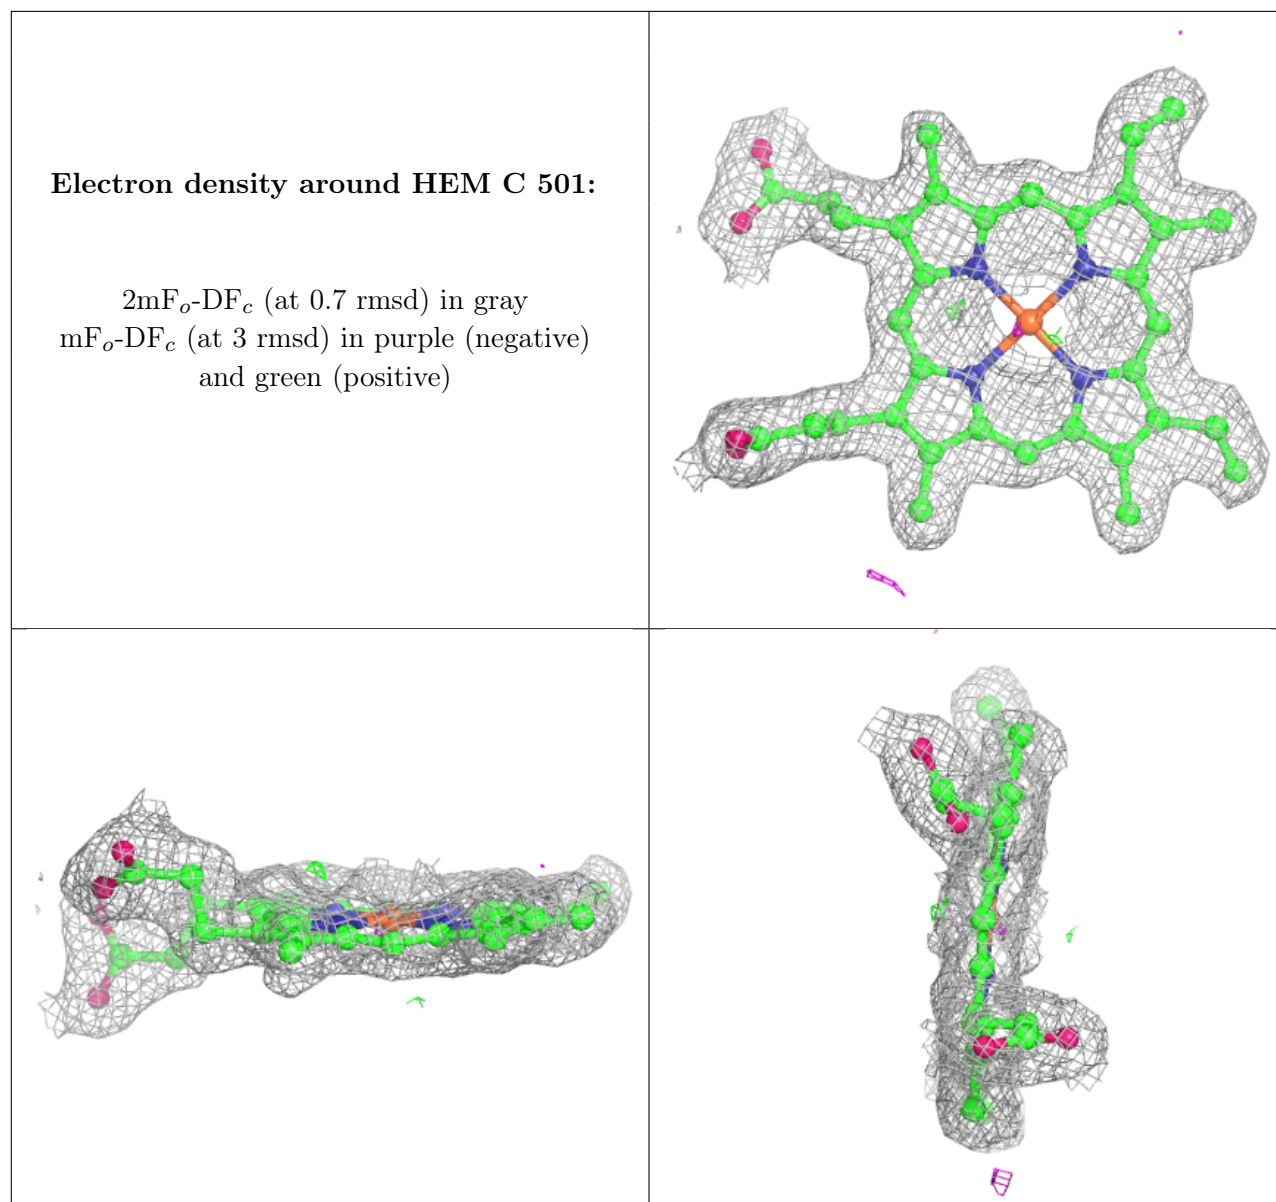 Electron density around HEM C 501:
2mFo-DFc (at 0.7 rmsd) in gray
mFo-DFc (at 3 rmsd) in purple (negative)
and green (positive)